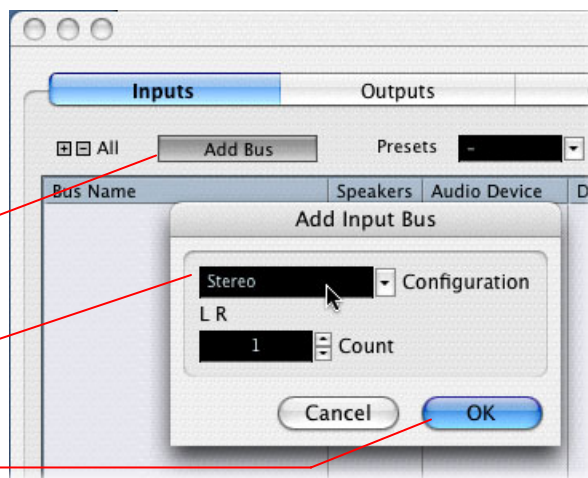 Inputs Outputs
All Add Bus Presets -
Bus Name Speakers Audio Device D
Add Input Bus
Stereo Configuration
L R
1 Count
Cancel OK